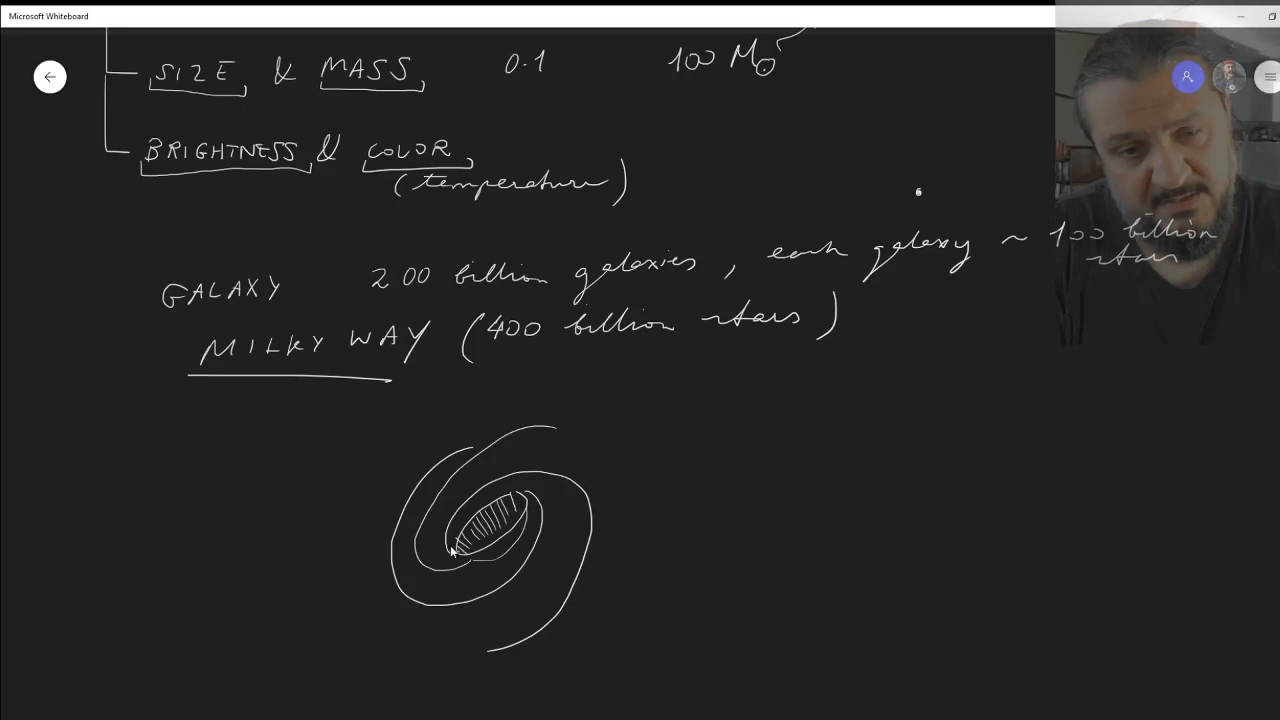 Microsoft Whiteboard
SIZE & MASS 0.1 100 M☉
BRIGHTNESS & COLOR
(temperature)
GALAXY 200 billion galaxies, each galaxy ~ 100 billion
stars
MILKY WAY (400 billion stars)